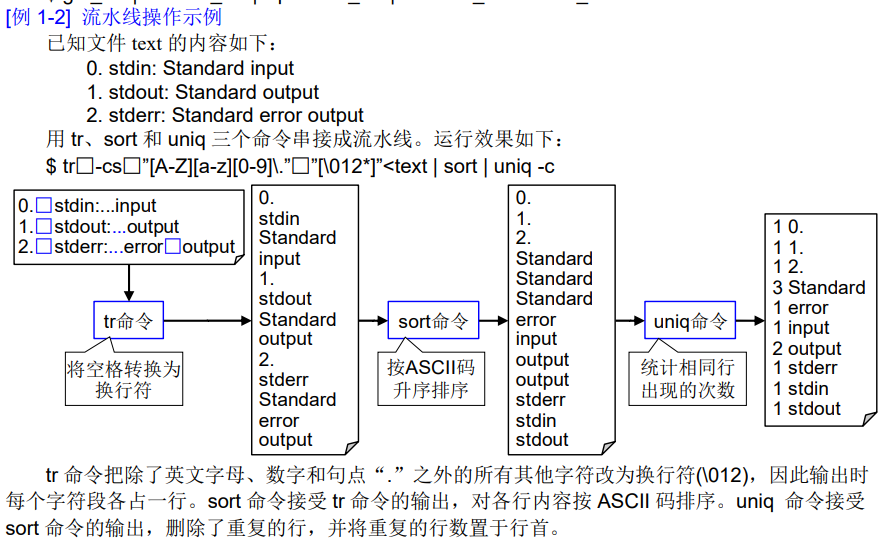 [例 1-2] 流水线操作示例
已知文件 text 的内容如下：
0. stdin: Standard input
1. stdout: Standard output
2. stderr: Standard error output
用 tr、sort 和 uniq 三个命令串接成流水线。运行效果如下：
$ tr□-cs□”[A-Z][a-z][0-9]\.”□”[\012*]”<text | sort | uniq -c
0.□stdin:...input
1.□stdout:...output
2.□stderr:...error□output
tr命令
将空格转换为
换行符
0.
stdin
Standard
input
1.
stdout
Standard
output
2.
stderr
Standard
error
output
sort命令
按ASCII码
升序排序
0.
1.
2.
Standard
Standard
Standard
error
input
output
output
stderr
stdin
stdout
uniq命令
统计相同行
出现的次数
1 0.
1 1.
1 2.
3 Standard
1 error
1 input
2 output
1 stderr
1 stdin
1 stdout
tr 命令把除了英文字母、数字和句点“.”之外的所有其他字符改为换行符(\012)，因此输出时
每个字符段各占一行。sort 命令接受 tr 命令的输出，对各行内容按 ASCII 码排序。uniq 命令接受
sort 命令的输出，删除了重复的行，并将重复的行数置于行首。